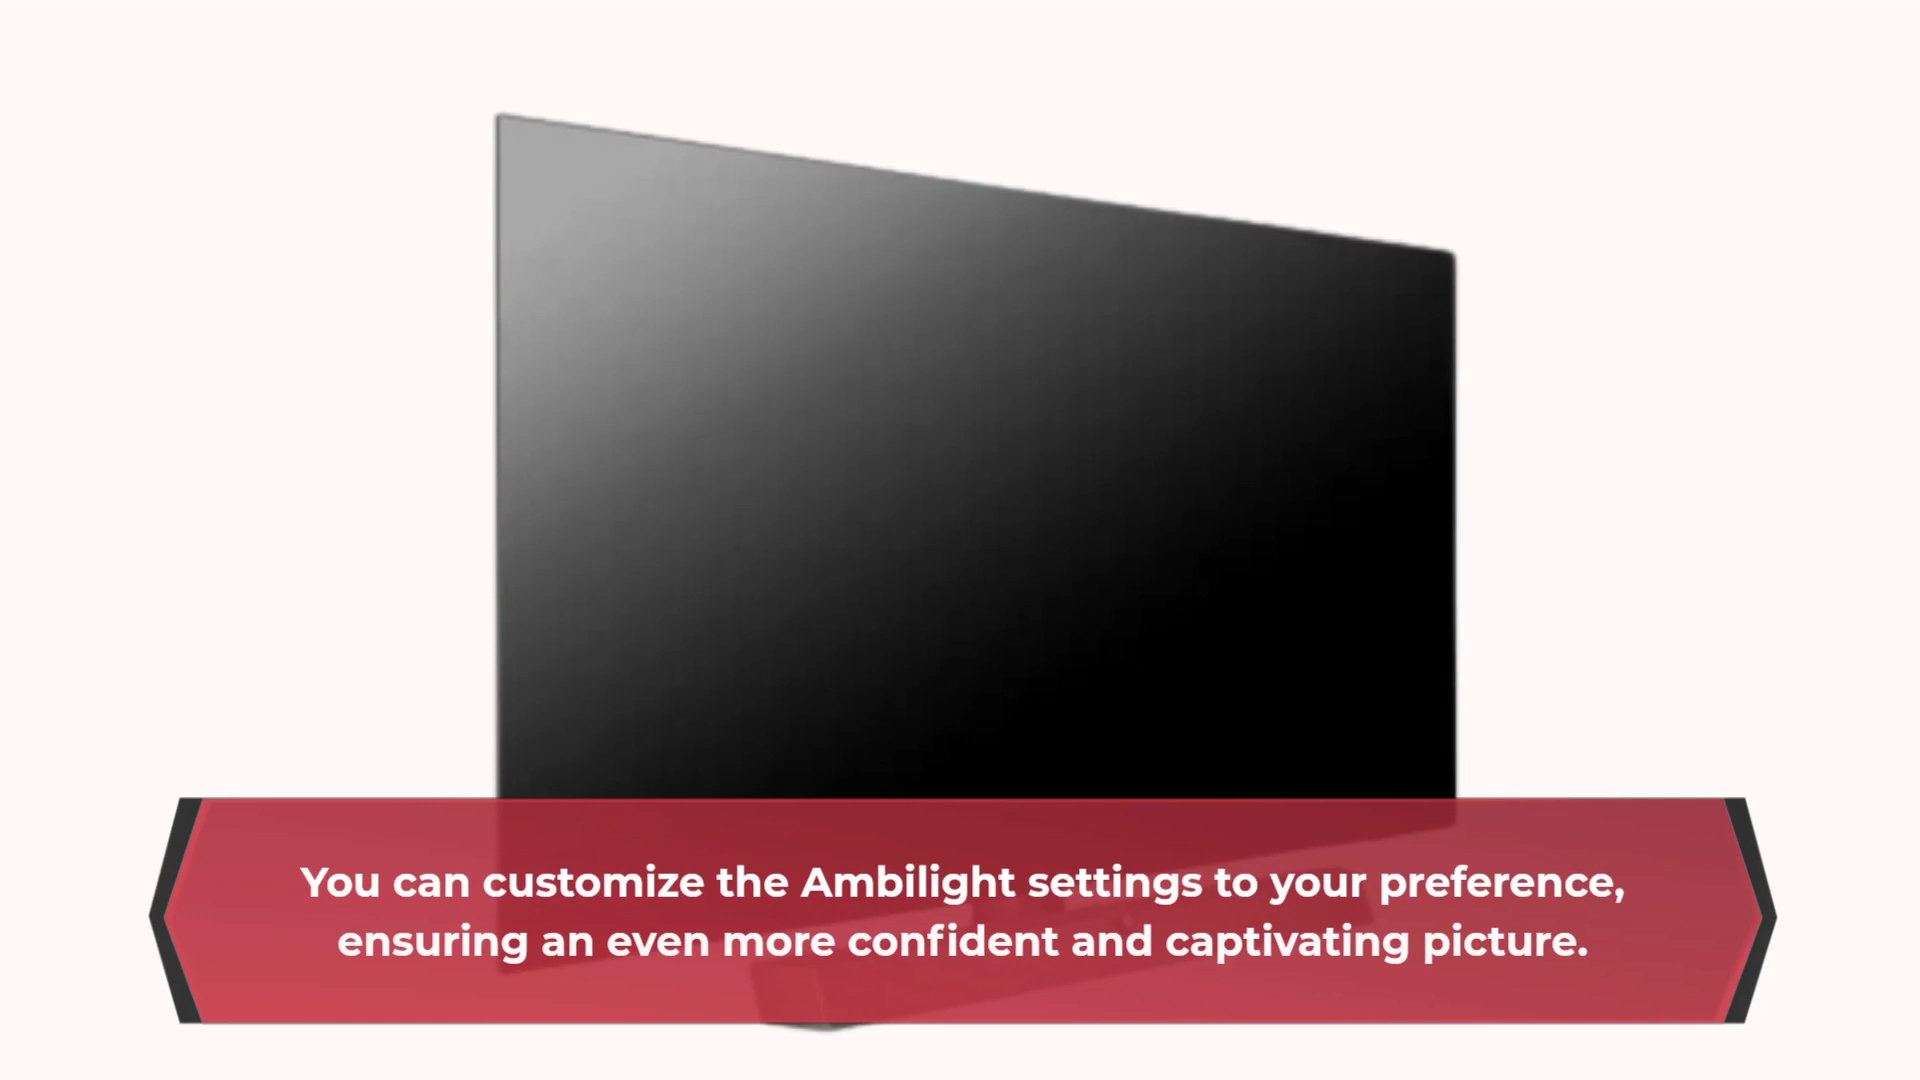 You can customize the Ambilight settings to your preference,
ensuring an even more confident and captivating picture.